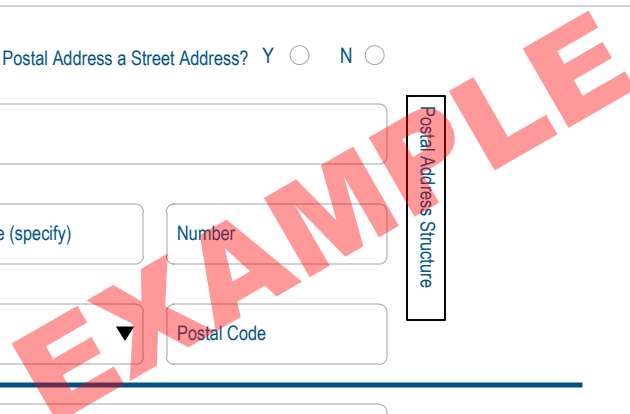 Postal Address a Street Address? Y N
Postal Address Structure
e (specify)
Number
Postal Code
EXAMPLE